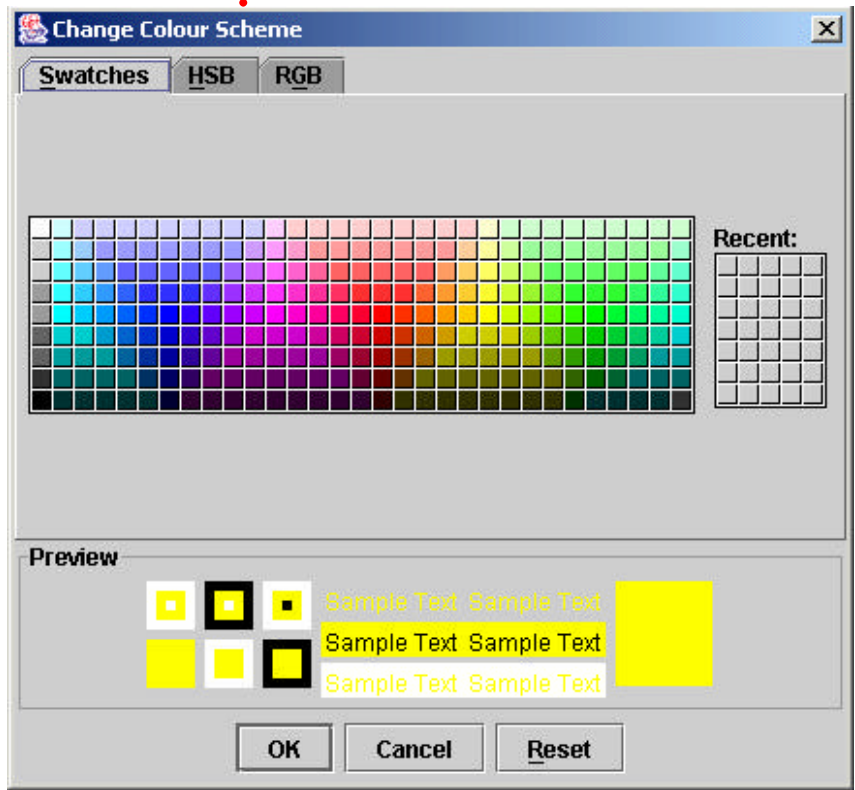 Change Colour Scheme
Swatches HSB RGB
Recent:
Preview
Sample Text Sample Text
Sample Text Sample Text
Sample Text Sample Text
OK Cancel Reset